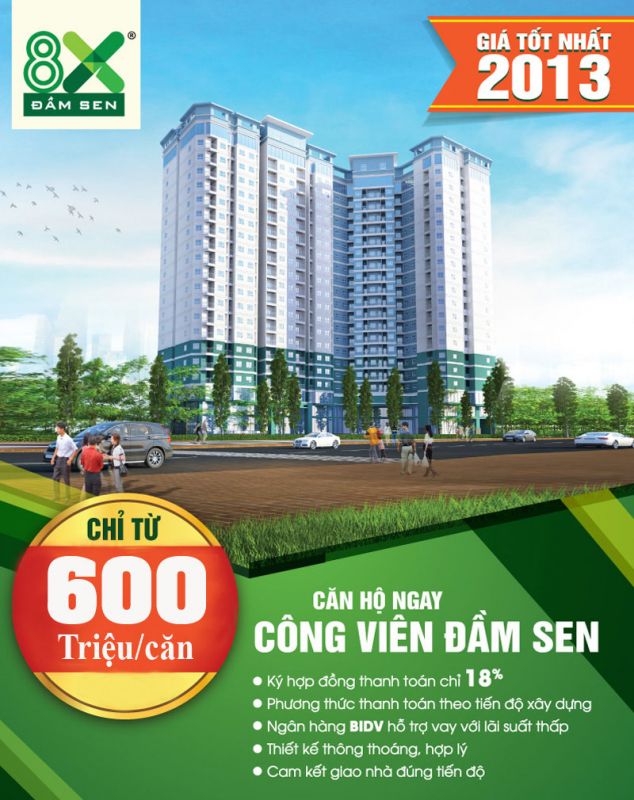 8X®
ĐẦM SEN
GIÁ TỐT NHẤT
2013
CHỈ TỪ
600
Triệu/căn
CĂN HỘ NGAY
CÔNG VIÊN ĐẦM SEN
• Ký hợp đồng thanh toán chỉ 18%
• Phương thức thanh toán theo tiến độ xây dựng
• Ngân hàng BIDV hỗ trợ vay với lãi suất thấp
• Thiết kế thông thoáng, hợp lý
• Cam kết giao nhà đúng tiến độ